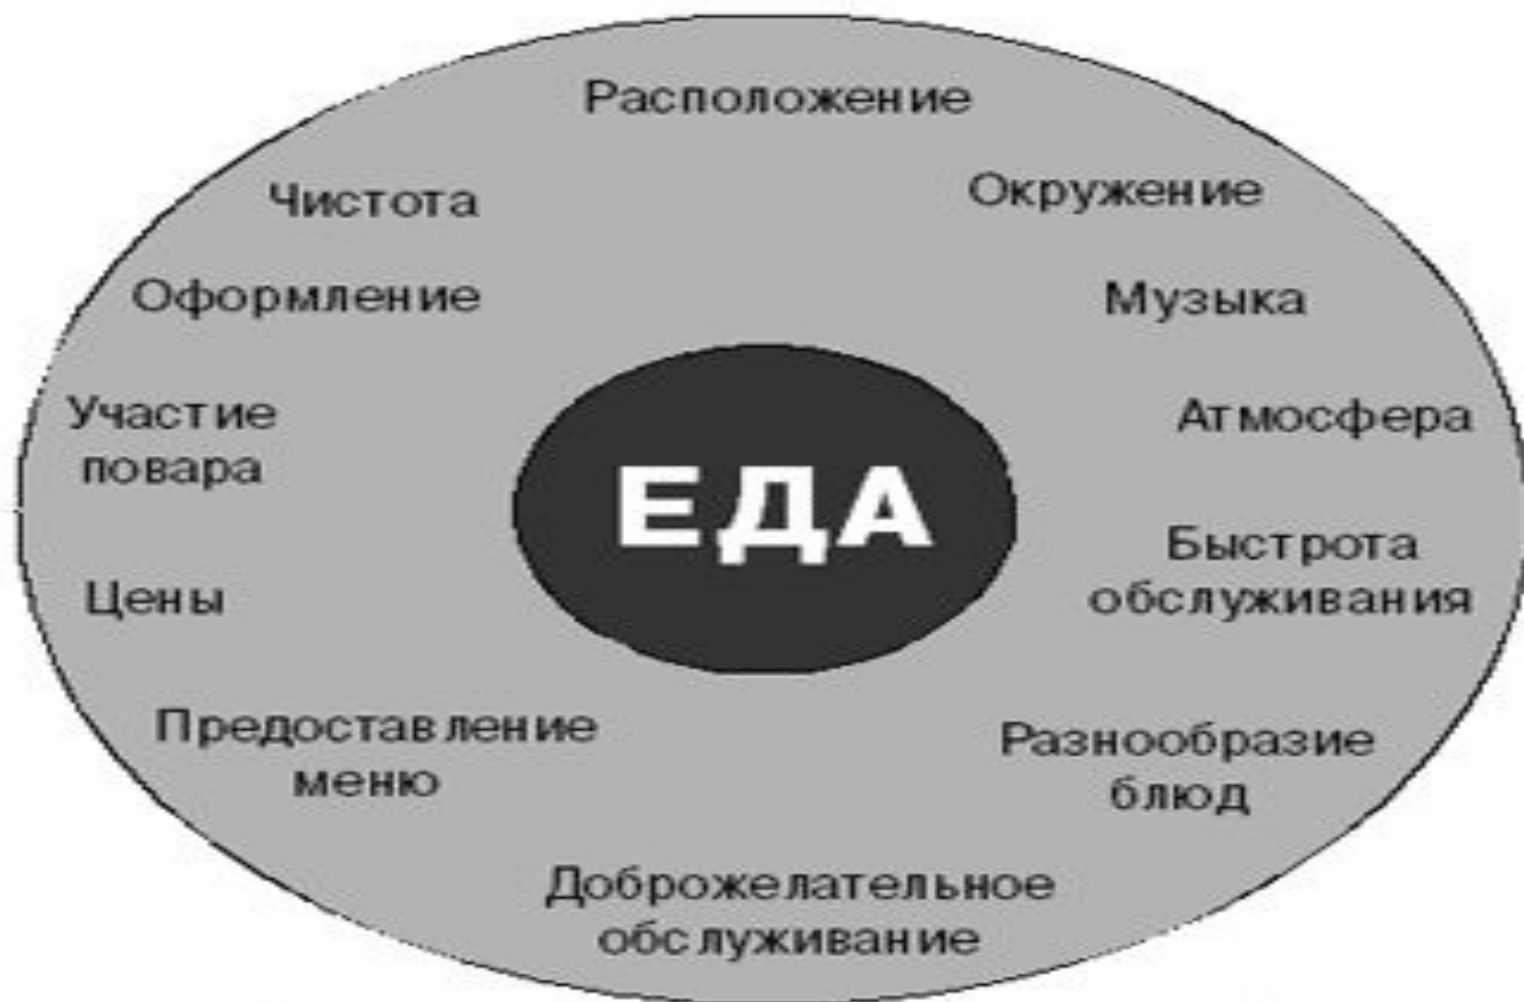 Расположение
Чистота
Окружение
Оформление
Музыка
Участие
повара
Атмосфера
ЕДА
Быстрота
обслуживания
Цены
Предоставление
меню
Разнообразие
блюд
Доброжелательное
обслуживание